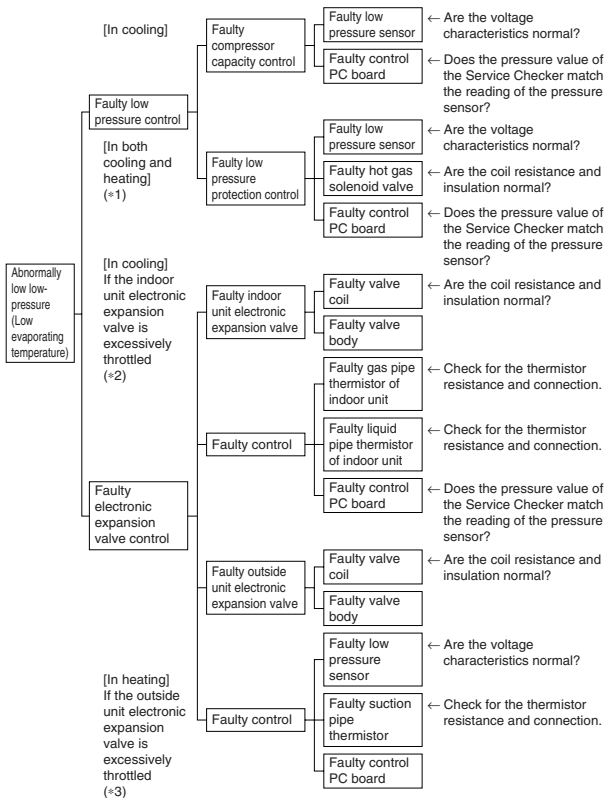 [In cooling]
Faulty
compressor
capacity control
Faulty low
pressure sensor
← Are the voltage
characteristics normal?
Faulty control
PC board
← Does the pressure value of
the Service Checker match
the reading of the pressure
sensor?
Faulty low
pressure control
[In both
cooling and
heating]
(*1)
Faulty low
pressure
protection control
Faulty low
pressure sensor
← Are the voltage
characteristics normal?
Faulty hot gas
solenoid valve
← Are the coil resistance and
insulation normal?
Faulty control
PC board
← Does the pressure value of
the Service Checker match
the reading of the pressure
sensor?
Abnormally
low low-
pressure
(Low
evaporating
temperature)
[In cooling]
If the indoor
unit electronic
expansion
valve is
excessively
throttled
(*2)
Faulty indoor
unit electronic
expansion valve
Faulty valve
coil
← Are the coil resistance and
insulation normal?
Faulty valve
body
Faulty control
Faulty gas pipe
thermistor of
indoor unit
← Check for the thermistor
resistance and connection.
Faulty liquid
pipe thermistor
of indoor unit
← Check for the thermistor
resistance and connection.
Faulty control
PC board
← Does the pressure value of
the Service Checker match
the reading of the pressure
sensor?
Faulty
electronic
expansion
valve control
Faulty outside
unit electronic
expansion valve
Faulty valve
coil
← Are the coil resistance and
insulation normal?
Faulty valve
body
[In heating]
If the outside
unit electronic
expansion
valve is
excessively
throttled
(*3)
Faulty control
Faulty low
pressure
sensor
← Are the voltage
characteristics normal?
Faulty suction
pipe
thermistor
← Check for the thermistor
resistance and connection.
Faulty control
PC board